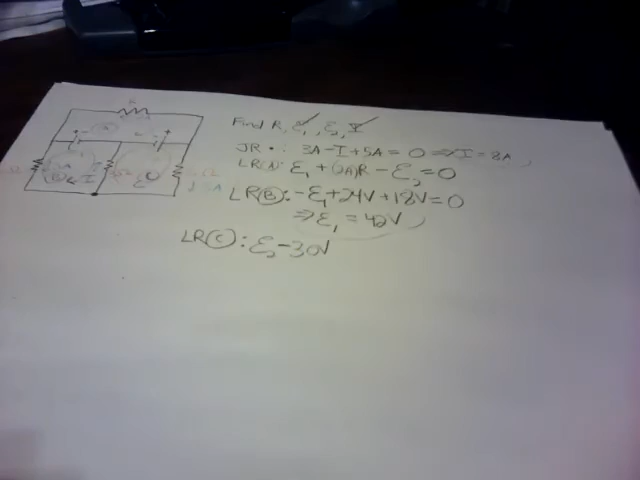 Find R, ℰ₁, ℰ₂, I
JR • : 3A - I + 5A = 0 ⇒ I = 8A
LR(A): ℰ₁ + (2A)R - ℰ₂ = 0
LR(B): -ℰ₁ + 24V + 18V = 0
⇒ ℰ₁ = 42V
LR(C): ℰ₂ - 30V